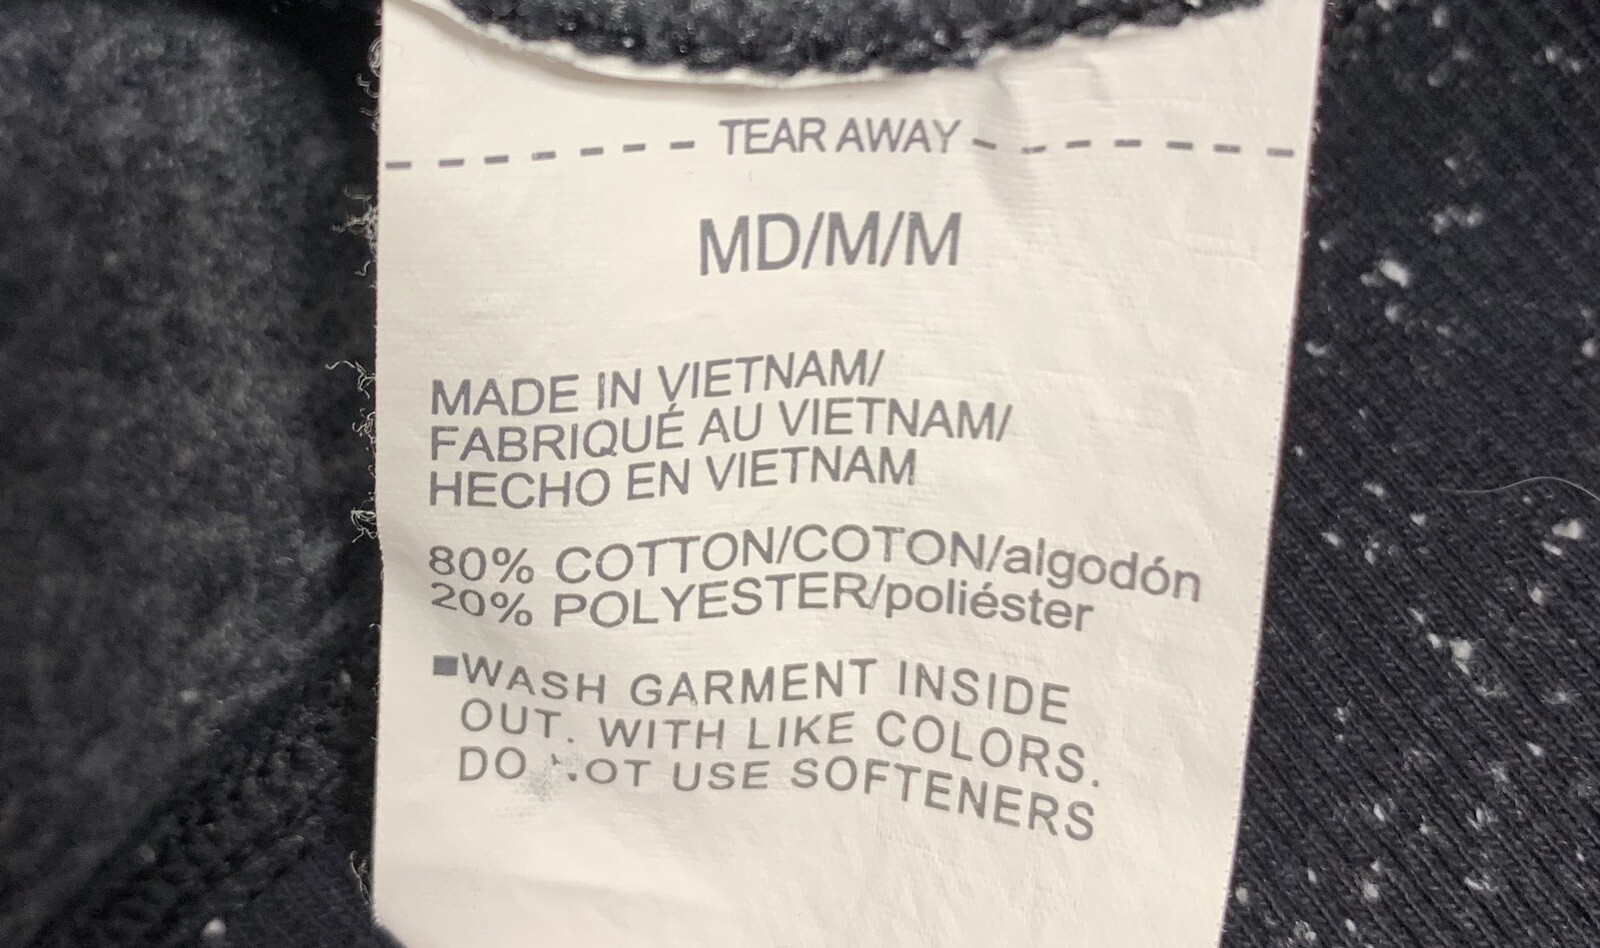 TEAR AWAY
MD/M/M
MADE IN VIETNAM/
FABRIQUÉ AU VIETNAM/
HECHO EN VIETNAM
80% COTTON/COTON/algodón
20% POLYESTER/poliéster
■WASH GARMENT INSIDE
OUT. WITH LIKE COLORS.
DO NOT USE SOFTENERS